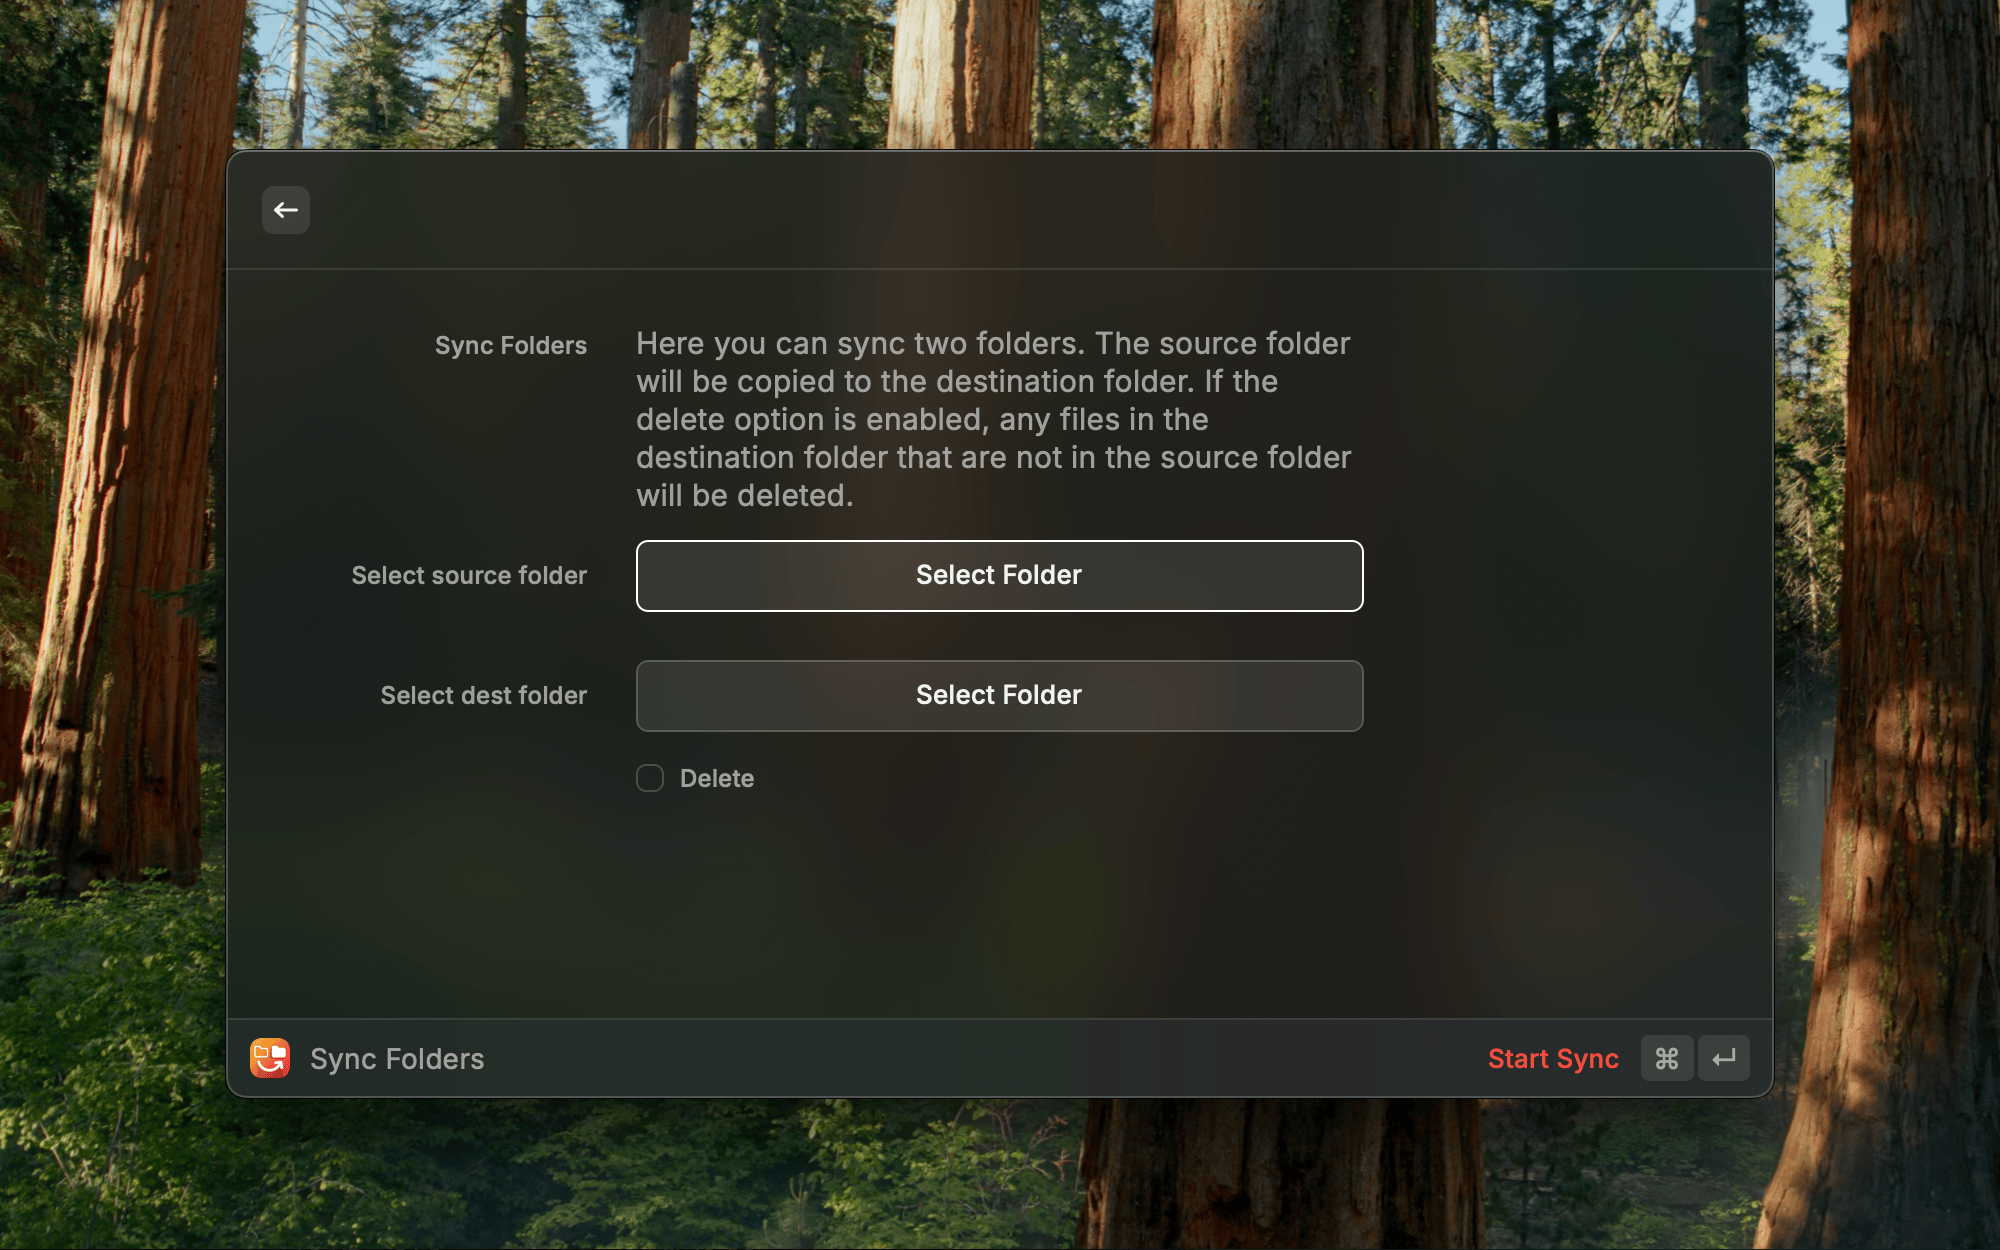 Sync Folders
Here you can sync two folders. The source folder
will be copied to the destination folder. If the
delete option is enabled, any files in the
destination folder that are not in the source folder
will be deleted.
Select source folder
Select Folder
Select dest folder
Select Folder
Delete
Sync Folders
Start Sync ⌘ ↵